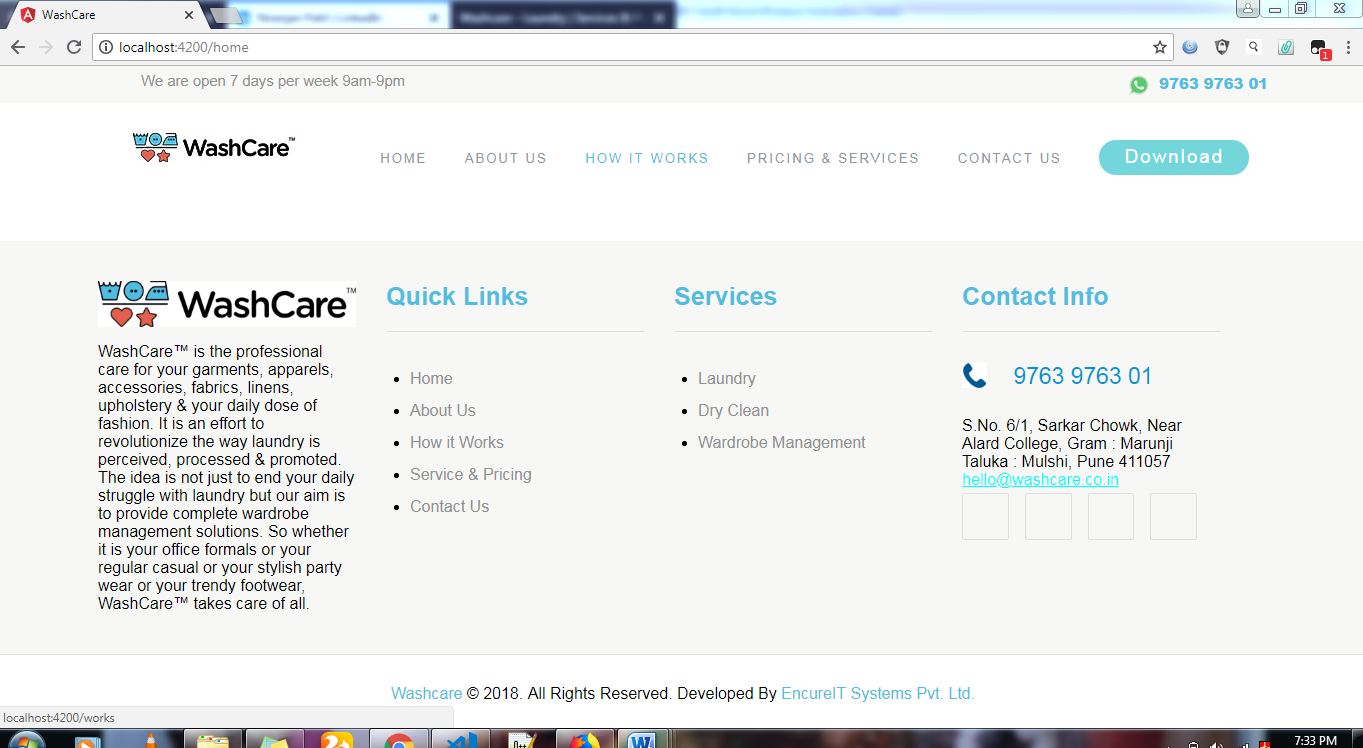 WashCare
localhost:4200/home
1
We are open 7 days per week 9am-9pm
9763 9763 01
WashCare™
HOME
ABOUT US
HOW IT WORKS
PRICING & SERVICES
CONTACT US
Download
WashCare™
WashCare™ is the professional
care for your garments, apparels,
accessories, fabrics, linens,
upholstery & your daily dose of
fashion. It is an effort to
revolutionize the way laundry is
perceived, processed & promoted.
The idea is not just to end your daily
struggle with laundry but our aim is
to provide complete wardrobe
management solutions. So whether
it is your office formals or your
regular casual or your stylish party
wear or your trendy footwear,
WashCare™ takes care of all.
Quick Links
Home
About Us
How it Works
Service & Pricing
Contact Us
Services
Laundry
Dry Clean
Wardrobe Management
Contact Info
9763 9763 01
S.No. 6/1, Sarkar Chowk, Near
Alard College, Gram : Marunji
Taluka : Mulshi, Pune 411057
hello@washcare.co.in
Washcare © 2018. All Rights Reserved. Developed By EncureIT Systems Pvt. Ltd.
localhost:4200/works
7:33 PM